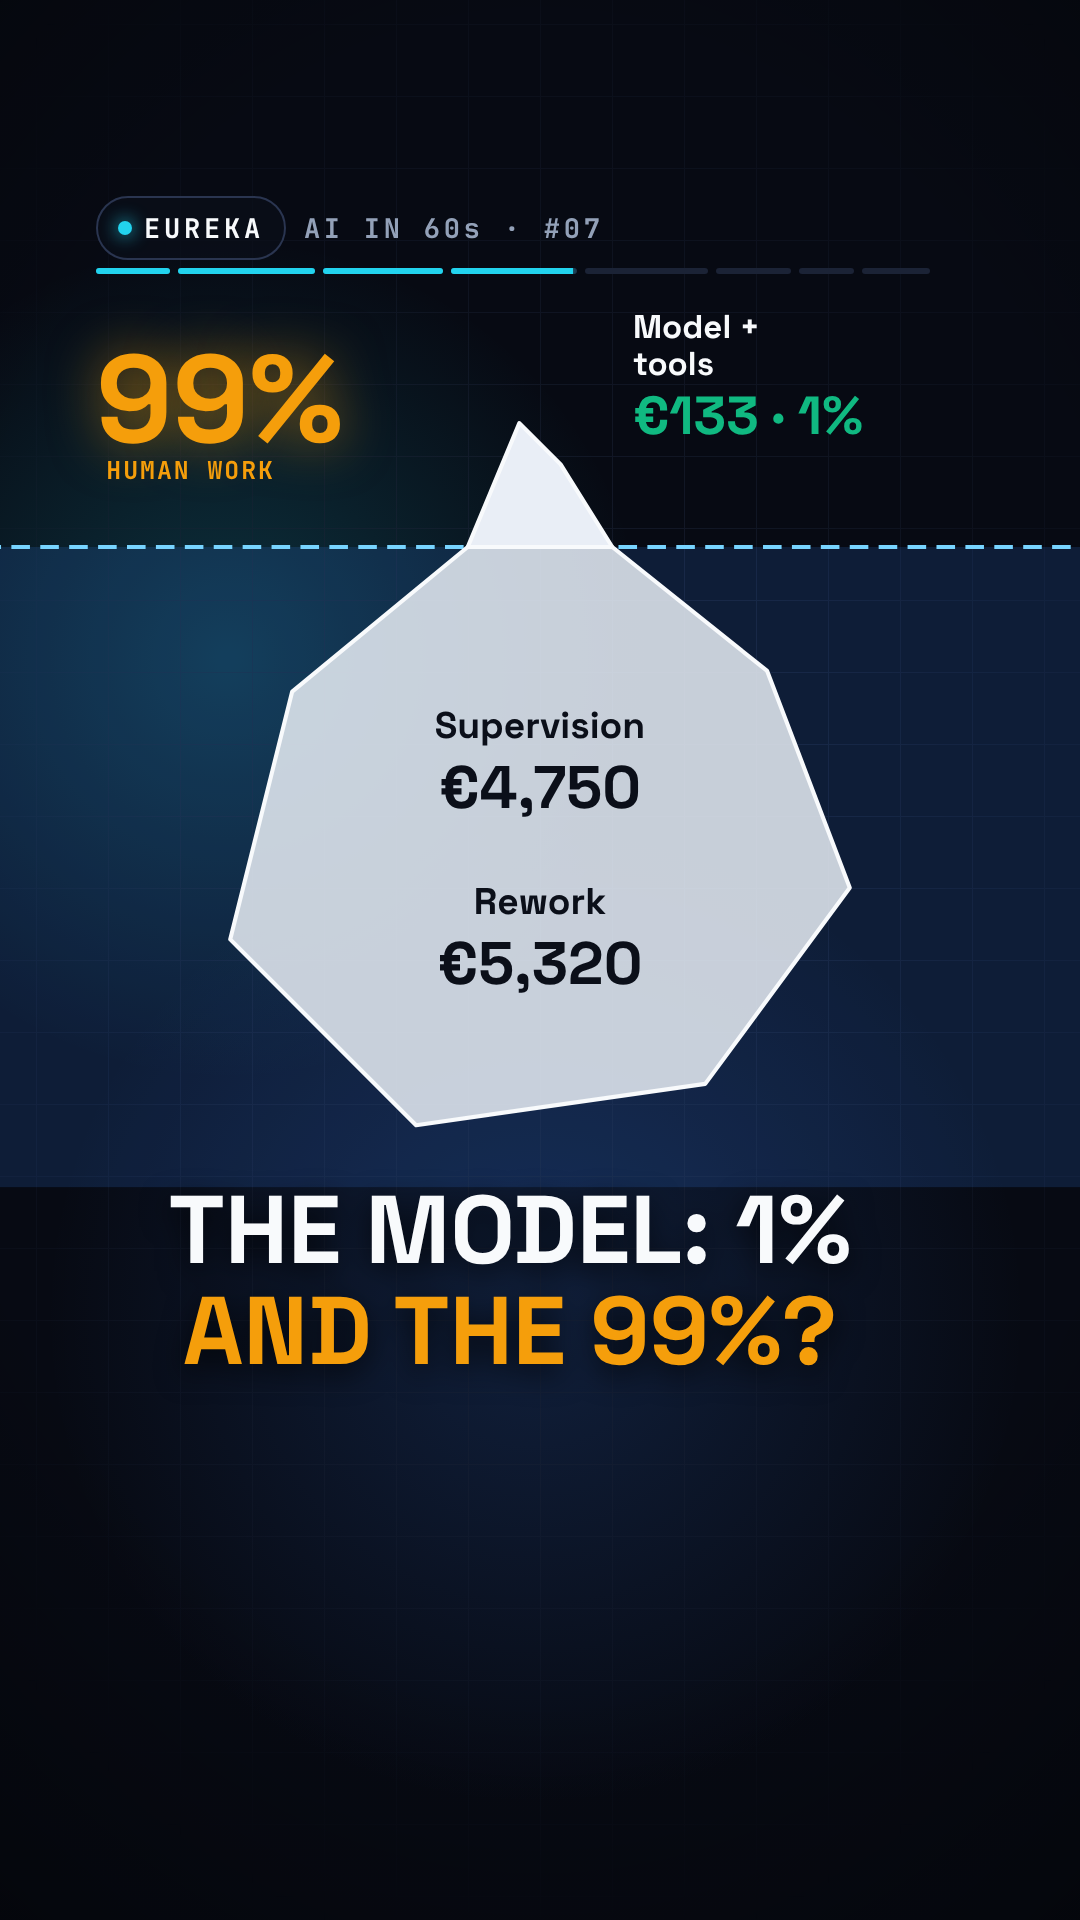 EUREKA AI IN 60s · #07
99%
HUMAN WORK
Model +
tools
€133 · 1%
Supervision
€4,750
Rework
€5,320
THE MODEL: 1%
AND THE 99%?